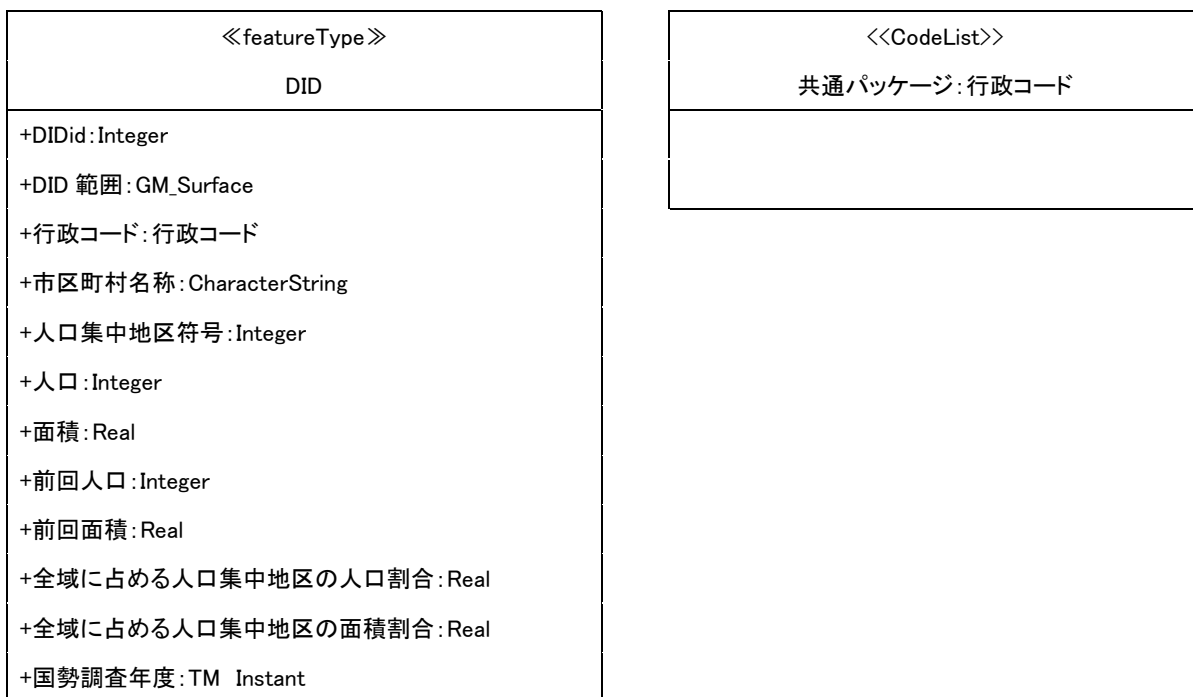 ≪featureType≫
DID
+DIDid:Integer
+DID 範囲:GM_Surface
+行政コード:行政コード
+市区町村名称:CharacterString
+人口集中地区符号:Integer
+人口:Integer
+面積:Real
+前回人口:Integer
+前回面積:Real
+全域に占める人口集中地区の人口割合:Real
+全域に占める人口集中地区の面積割合:Real
+国勢調査年度:TM Instant
<<CodeList>>
共通パッケージ:行政コード